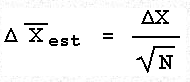 Δ X̅est = ΔX / √N